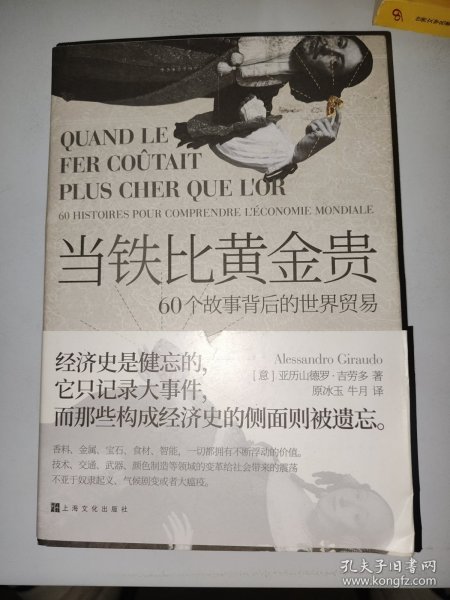 QUAND LE
FER COÛTAIT
PLUS CHER QUE L'OR
60 HISTOIRES POUR COMPRENDRE L'ÉCONOMIE MONDIALE
当铁比黄金贵
60个故事背后的世界贸易
Alessandro Giraudo
[意] 亚历山德罗·吉劳多 著
原冰玉 牛月 译
经济史是健忘的,
它只记录大事件,
而那些构成经济史的侧面则被遗忘。
香料、金属、宝石、食材、智能,一切都拥有不断浮动的价值。
技术、交通、武器、颜色制造等领域的变革给社会带来的震荡
不亚于奴隶起义、气候剧变或者大瘟疫。
上海文化出版社
孔夫子旧书网
www.kongfz.com